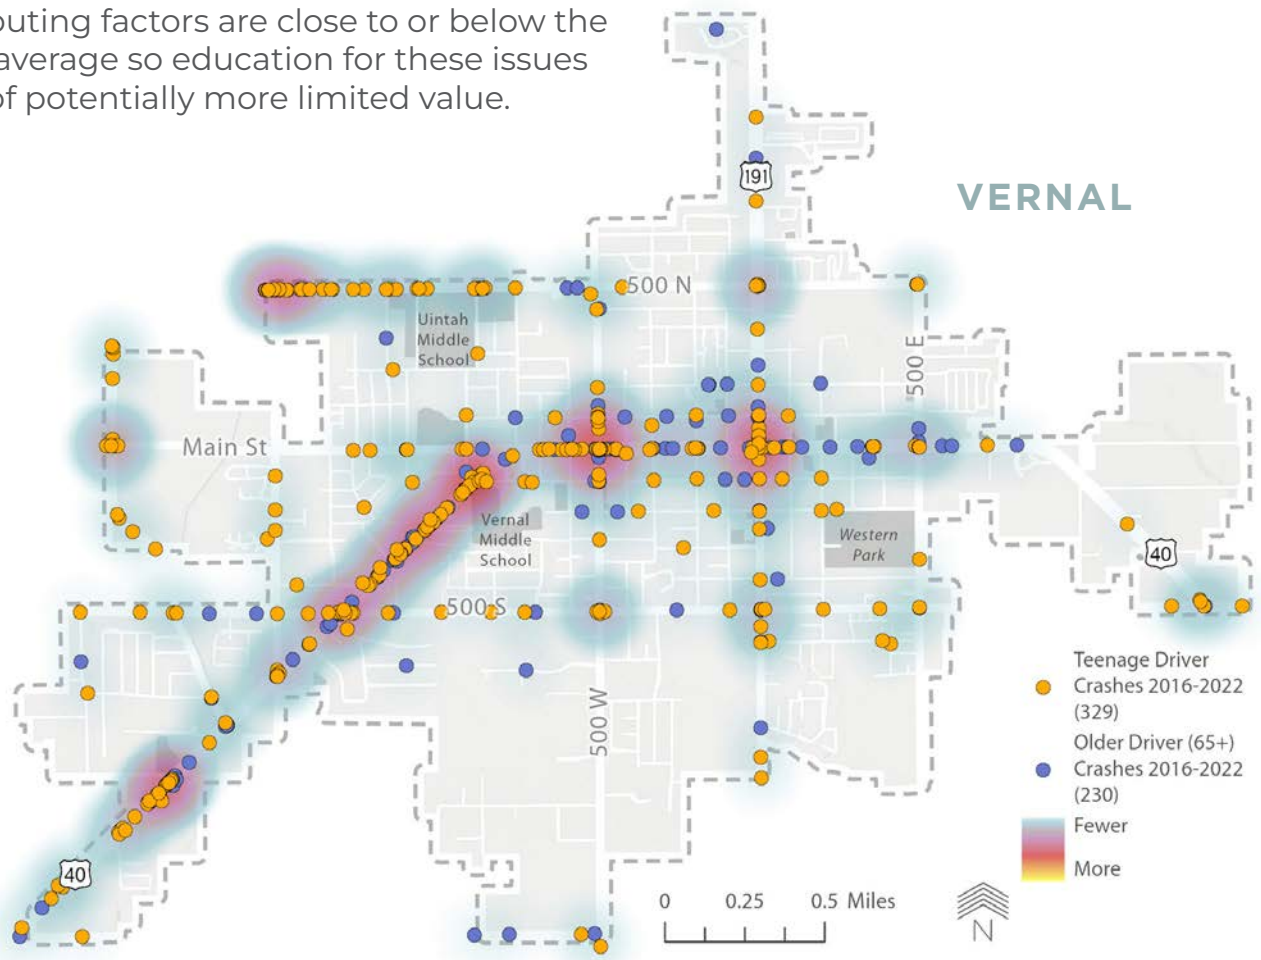 outing factors are close to or below the
average so education for these issues
of potentially more limited value.
191
VERNAL
500 N
Uintah
Middle
School
500 E
Main St
Vernal
Middle
School
Western
Park
40
500 S
500 W
Teenage Driver
Crashes 2016-2022
(329)
Older Driver (65+)
Crashes 2016-2022
(230)
Fewer
More
40
0 0.25 0.5 Miles
N